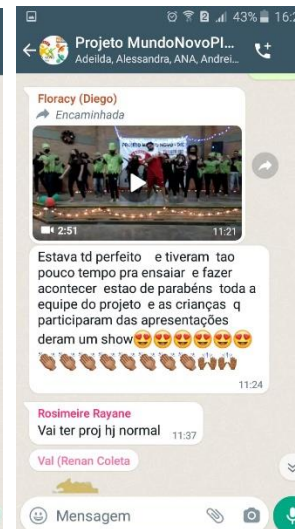 43% 16:2
Projeto MundoNovoPI...
Adeilda, Alessandra, ANA, Andrei...
Floracy (Diego)
Encaminhada
2:51
11:21
Estava td perfeito e tiveram tao
pouco tempo pra ensaiar e fazer
acontecer estao de parabéns toda a
equipe do projeto e as crianças q
participaram das apresentações
deram um show😍😍😍😍😍😍
👏🏽👏🏽👏🏽👏🏽👏🏽👏🏽👏🏽🙌🏽🙌🏽
11:24
Rosimeire Rayane
Vai ter proj hj normal 11:37
Val (Renan Coleta
Mensagem